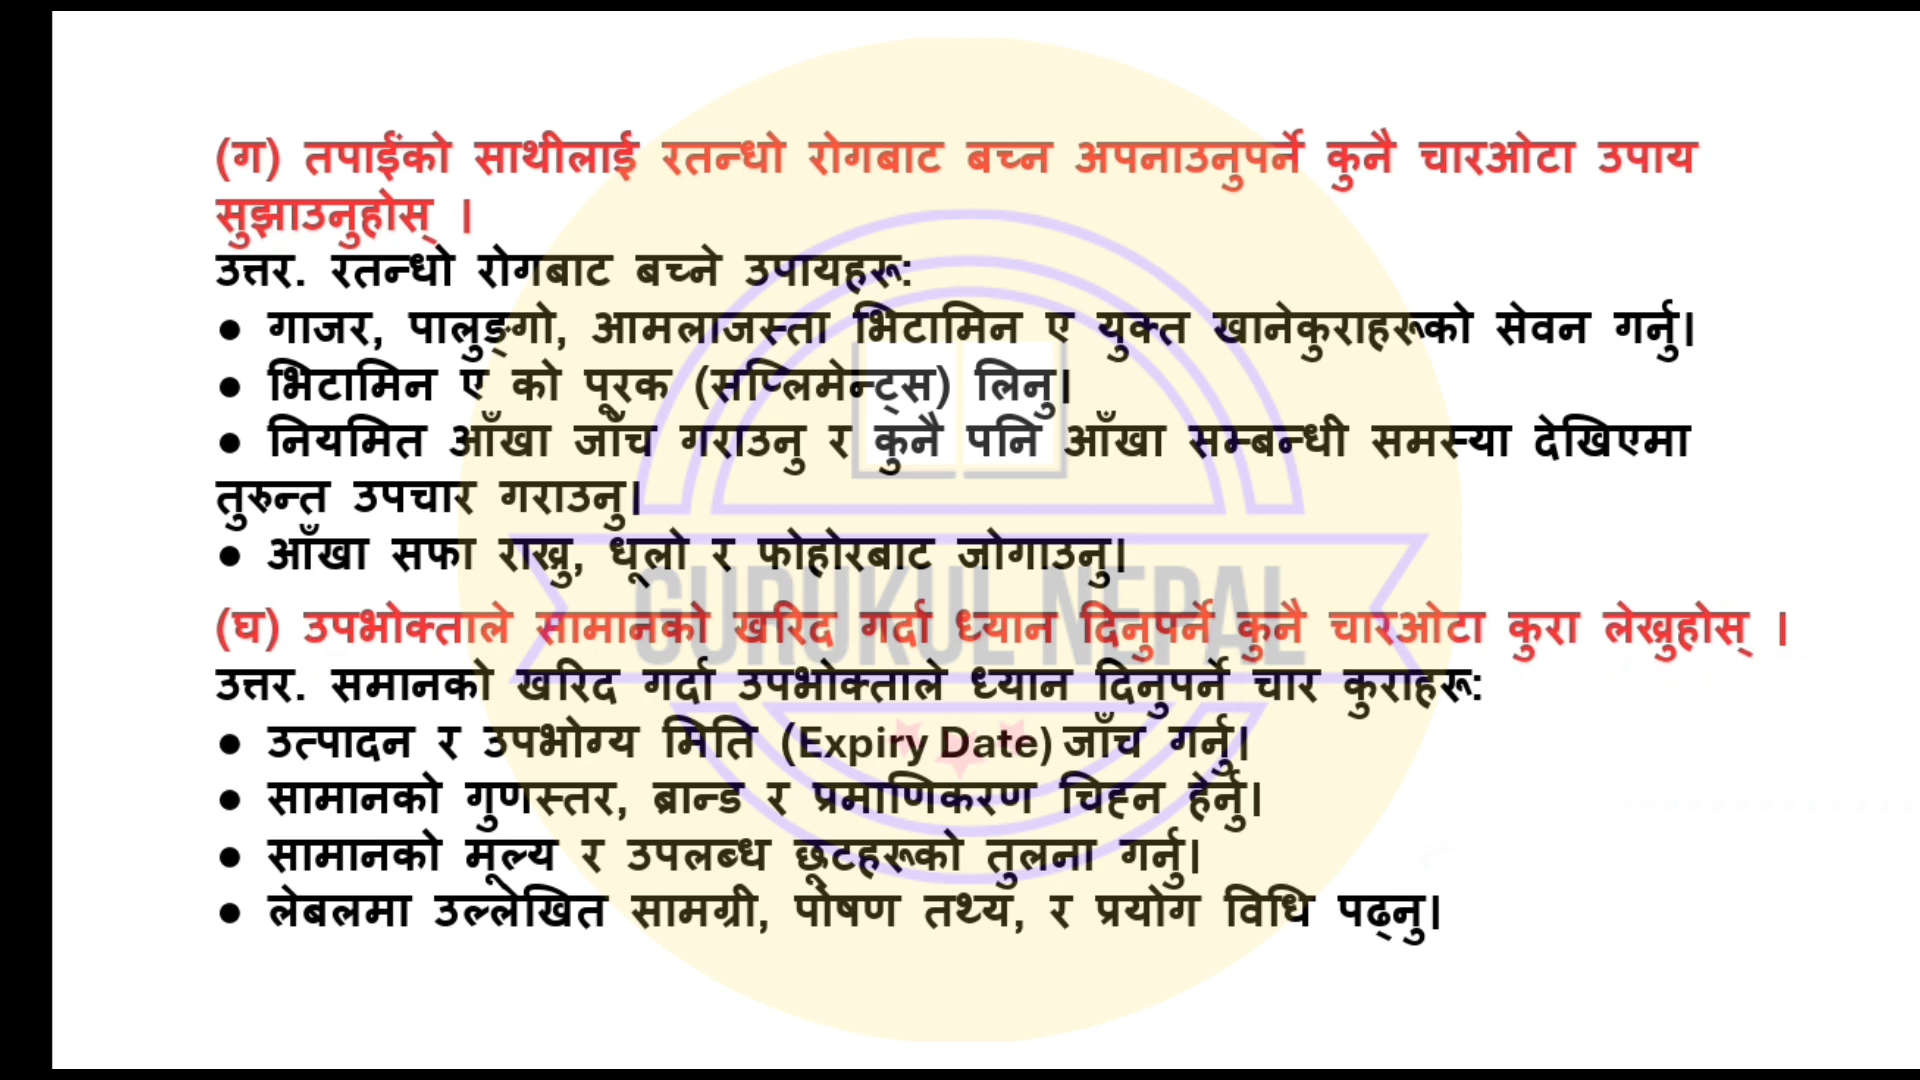 (ग) तपाईंको साथीलाई रतन्धो रोगबाट बच्न अपनाउनुपर्ने कुनै चारओटा उपाय
सुझाउनुहोस् ।
उत्तर. रतन्धो रोगबाट बच्ने उपायहरू:
● गाजर, पालुङ्गो, आमलाजस्ता भिटामिन ए युक्त खानेकुराहरूको सेवन गर्नु।
● भिटामिन ए को पूरक (सप्लिमेन्ट्स) लिनु।
● नियमित आँखा जाँच गराउनु र कुनै पनि आँखा सम्बन्धी समस्या देखिएमा
तुरुन्त उपचार गराउनु।
● आँखा सफा राख्नु, धूलो र फोहोरबाट जोगाउनु।
GURUKUL NEPAL
(घ) उपभोक्ताले सामानको खरिद गर्दा ध्यान दिनुपर्ने कुनै चारओटा कुरा लेख्नुहोस् ।
उत्तर. समानको खरिद गर्दा उपभोक्ताले ध्यान दिनुपर्ने चार कुराहरू:
● उत्पादन र उपभोग्य मिति (Expiry Date) जाँच गर्नु।
● सामानको गुणस्तर, ब्रान्ड र प्रमाणिकरण चिह्न हेर्नु।
● सामानको मूल्य र उपलब्ध छूटहरूको तुलना गर्नु।
● लेबलमा उल्लेखित सामग्री, पोषण तथ्य, र प्रयोग विधि पढ्नु।